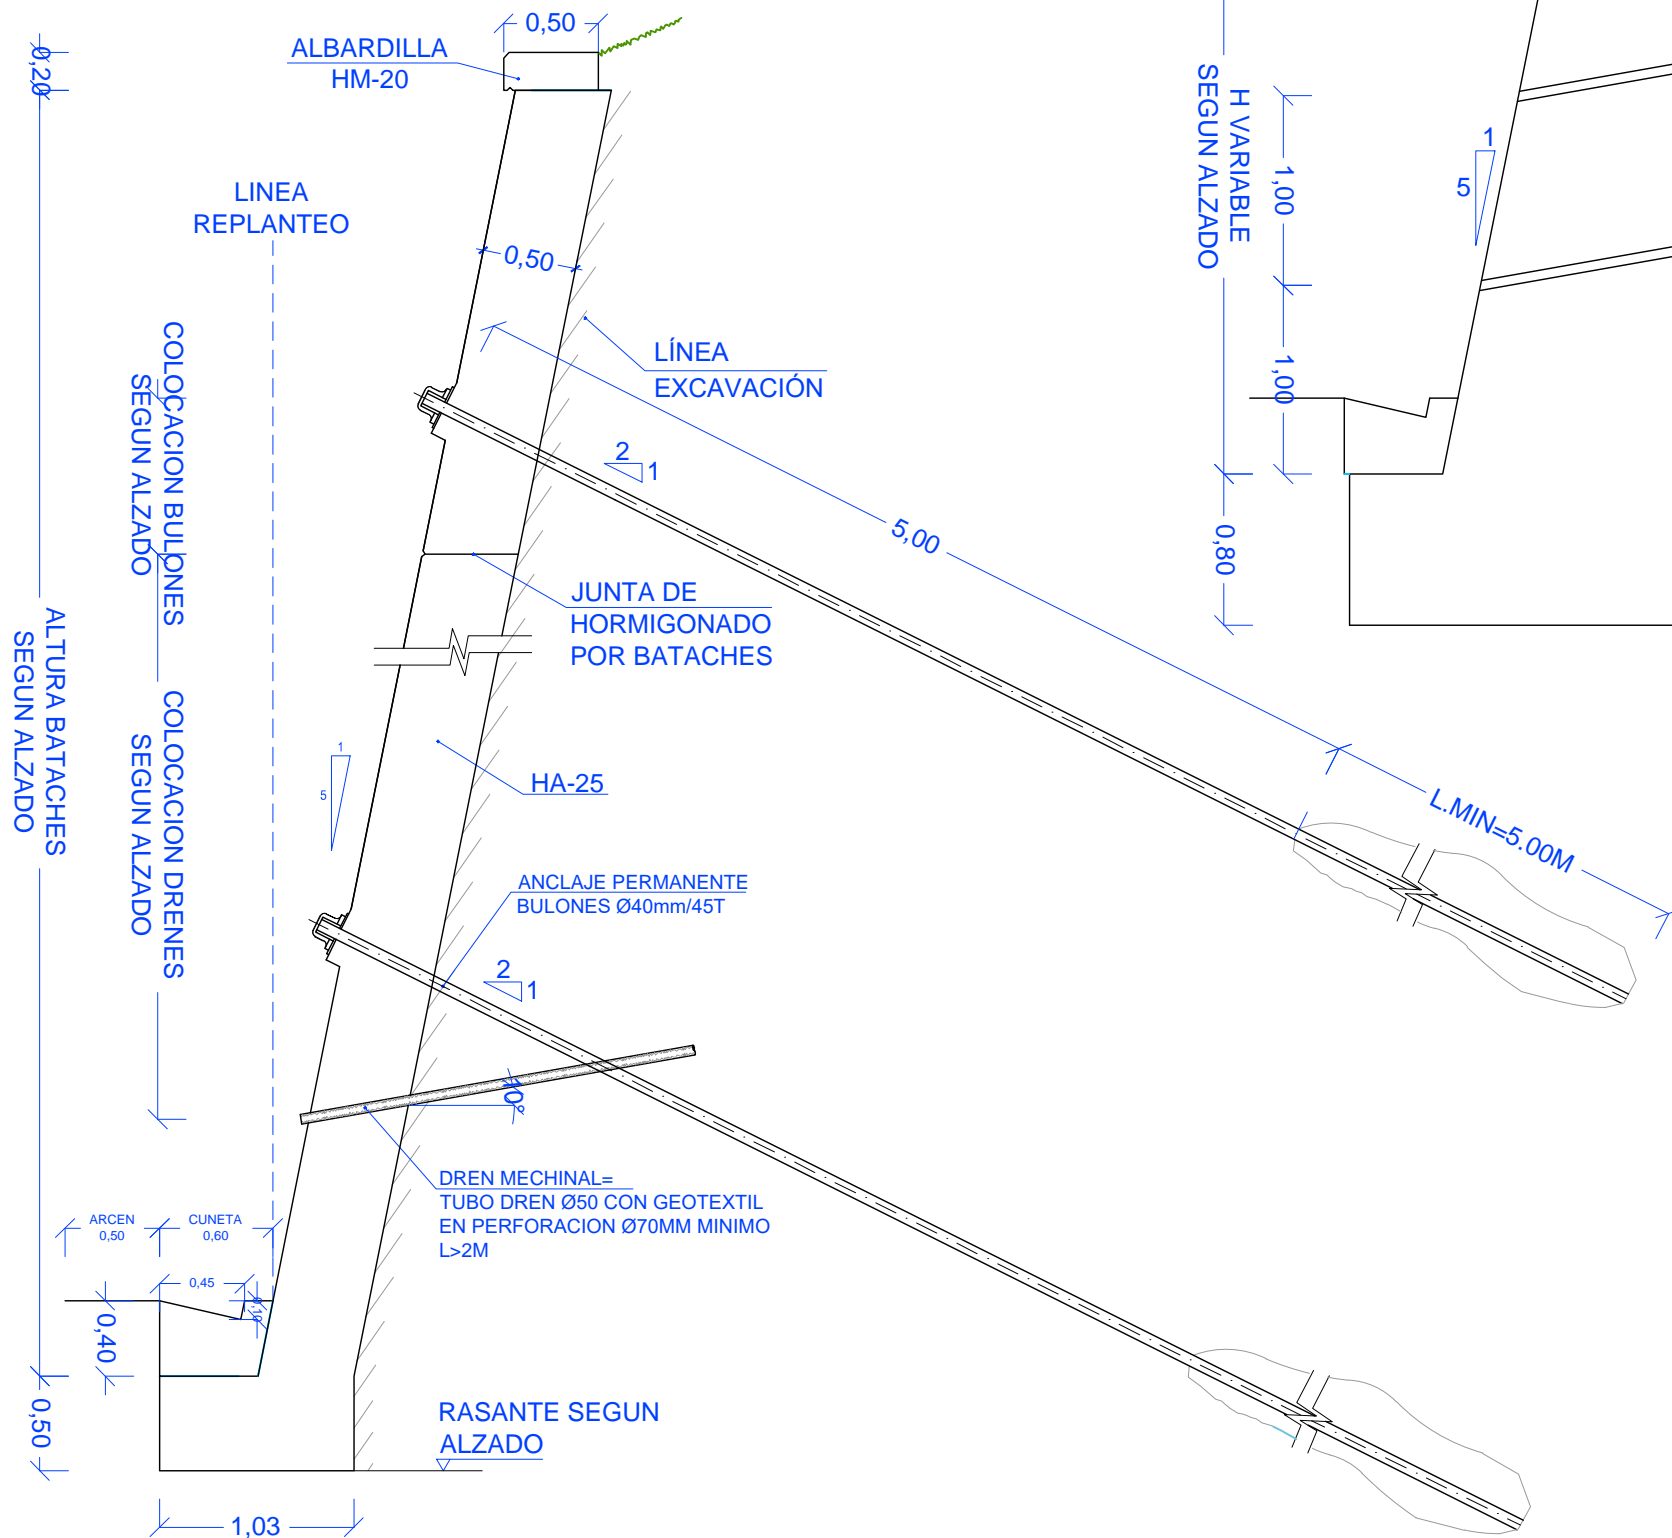 0,50
ALBARDILLA
HM-20
0,20
LINEA
REPLANTEO
0,50
LÍNEA
EXCAVACIÓN
COLOCACION BULONES
SEGUN ALZADO
2
1
5,00
JUNTA DE
HORMIGONADO
POR BATACHES
ALTURA BATACHES
SEGUN ALZADO
COLOCACION DRENES
SEGUN ALZADO
1
5
HA-25
L.MIN=5.00M
ANCLAJE PERMANENTE
BULONES Ø40mm/45T
2
1
10°
DREN MECHINAL=
TUBO DREN Ø50 CON GEOTEXTIL
EN PERFORACION Ø70MM MINIMO
L>2M
ARCEN
0,50
CUNETA
0,60
0,45
0,10
0,40
0,50
RASANTE SEGUN
ALZADO
1,03
H VARIABLE
SEGUN ALZADO
1,00
1
5
1,00
0,80